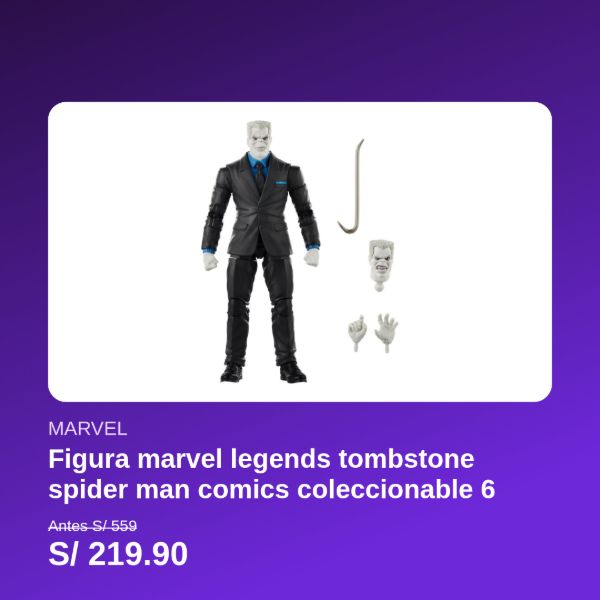 MARVEL
Figura marvel legends tombstone
spider man comics coleccionable 6
Antes S/ 559
S/ 219.90